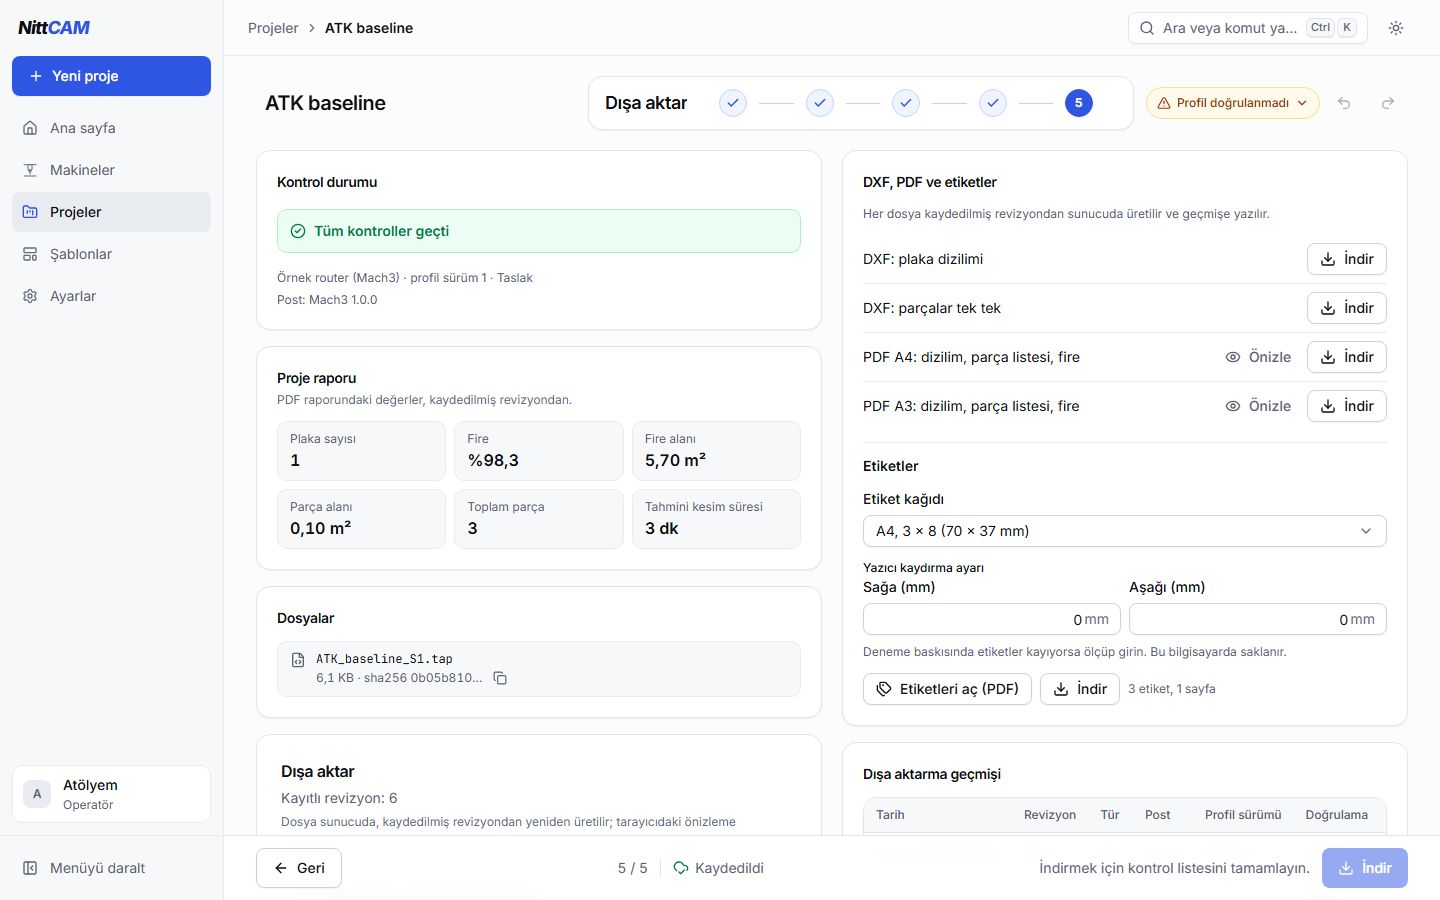 NittCAM
Yeni proje
Ana sayfa
Makineler
Projeler
Şablonlar
Ayarlar
A
Atölyem
Operatör
Menüyü daralt
Projeler > ATK baseline
Ara veya komut ya... Ctrl K
ATK baseline
Dışa aktar
5
Profil doğrulanmadı
Kontrol durumu
Tüm kontroller geçti
Örnek router (Mach3) · profil sürüm 1 · Taslak
Post: Mach3 1.0.0
Proje raporu
PDF raporundaki değerler, kaydedilmiş revizyondan.
Plaka sayısı
1
Fire
%98,3
Fire alanı
5,70 m²
Parça alanı
0,10 m²
Toplam parça
3
Tahmini kesim süresi
3 dk
Dosyalar
ATK_baseline_S1.tap
6,1 KB · sha256 0b05b810...
Dışa aktar
Kayıtlı revizyon: 6
Dosya sunucuda, kaydedilmiş revizyondan yeniden üretilir; tarayıcıdaki önizleme
DXF, PDF ve etiketler
Her dosya kaydedilmiş revizyondan sunucuda üretilir ve geçmişe yazılır.
DXF: plaka dizilimi İndir
DXF: parçalar tek tek İndir
PDF A4: dizilim, parça listesi, fire Önizle İndir
PDF A3: dizilim, parça listesi, fire Önizle İndir
Etiketler
Etiket kağıdı
A4, 3 × 8 (70 × 37 mm)
Yazıcı kaydırma ayarı
Sağa (mm) Aşağı (mm)
0 mm 0 mm
Deneme baskısında etiketler kayıyorsa ölçüp girin. Bu bilgisayarda saklanır.
Etiketleri aç (PDF) İndir 3 etiket, 1 sayfa
Dışa aktarma geçmişi
Tarih Revizyon Tür Post Profil sürümü Doğrulama
Geri
5 / 5 Kaydedildi
İndirmek için kontrol listesini tamamlayın. İndir